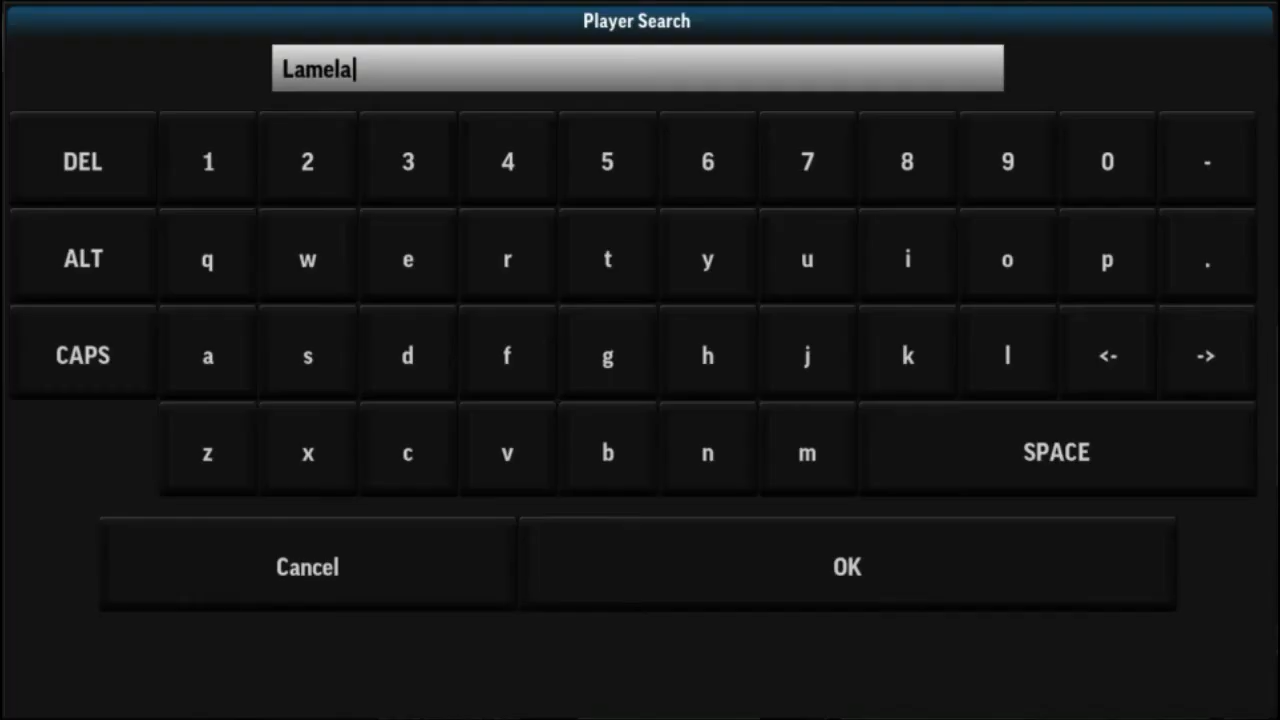 Player Search
Lamela
DEL 1 2 3 4 5 6 7 8 9 0 -
ALT q w e r t y u i o p .
CAPS a s d f g h j k l <- ->
z x c v b n m SPACE
Cancel OK